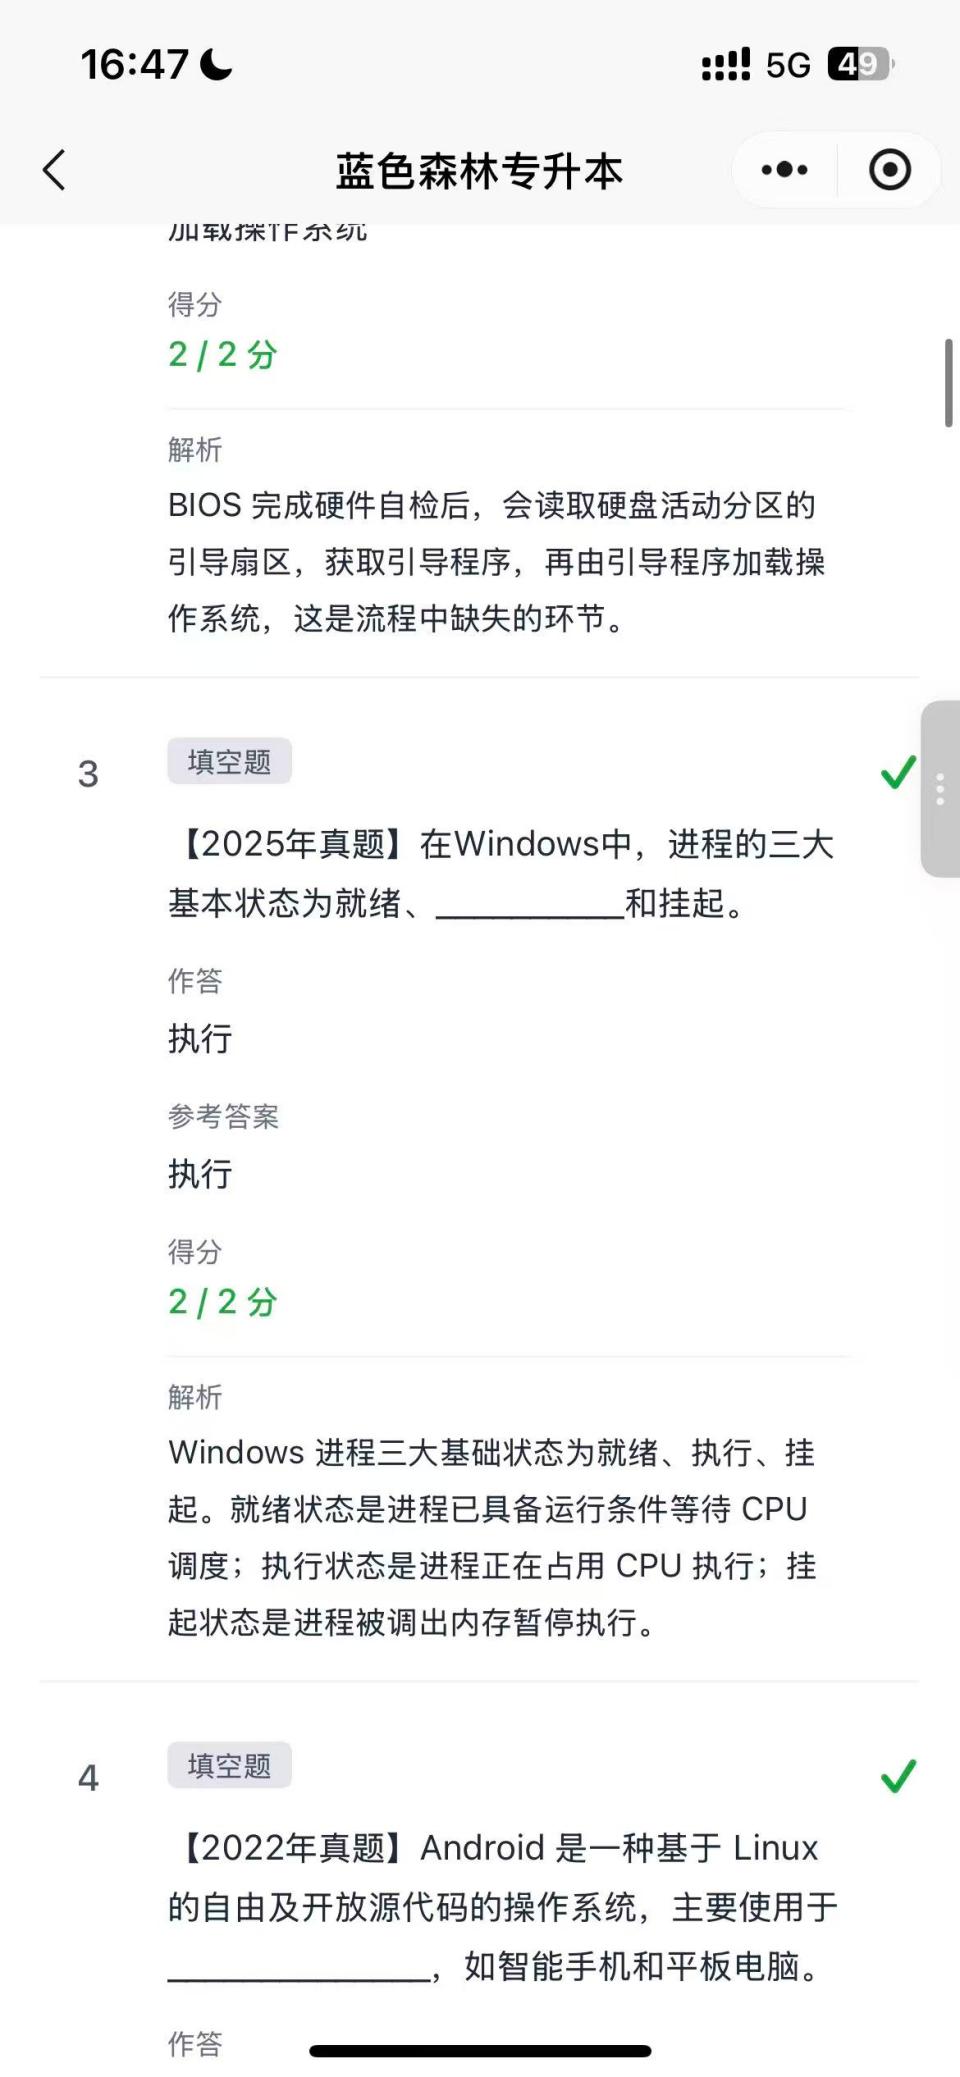 16:47
5G
49
蓝色森林专升本
加载操作系统
得分
2 / 2 分
解析
BIOS 完成硬件自检后，会读取硬盘活动分区的
引导扇区，获取引导程序，再由引导程序加载操
作系统，这是流程中缺失的环节。
3
填空题
【2025年真题】在Windows中，进程的三大
基本状态为就绪、__________和挂起。
作答
执行
参考答案
执行
得分
2 / 2 分
解析
Windows 进程三大基础状态为就绪、执行、挂
起。就绪状态是进程已具备运行条件等待 CPU
调度；执行状态是进程正在占用 CPU 执行；挂
起状态是进程被调出内存暂停执行。
4
填空题
【2022年真题】Android 是一种基于 Linux
的自由及开放源代码的操作系统，主要使用于
______________，如智能手机和平板电脑。
作答